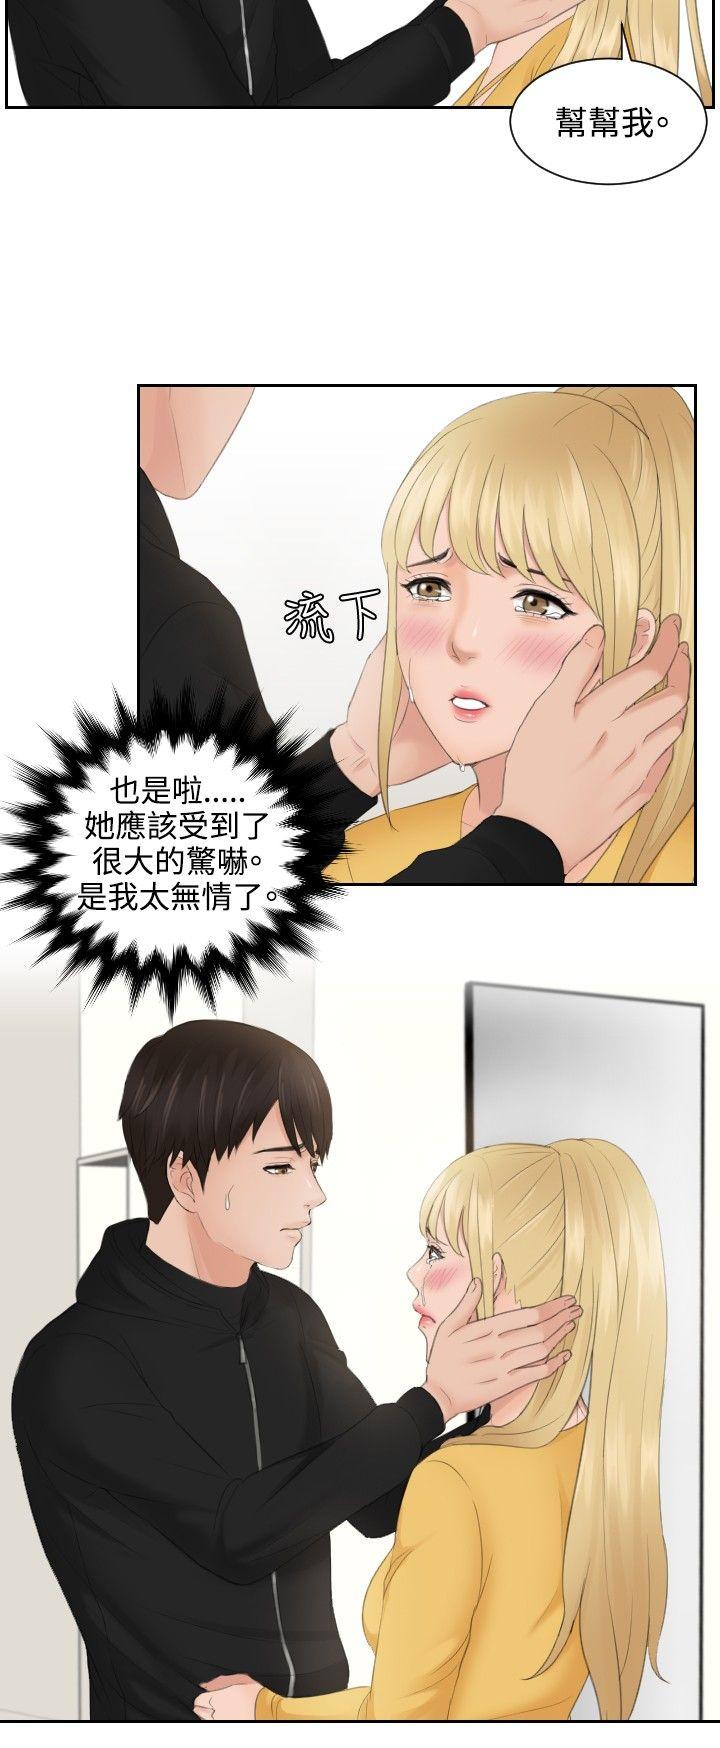 幫幫我。
流下
也是啦.....
她應該受到了
很大的驚嚇。
是我太無情了。